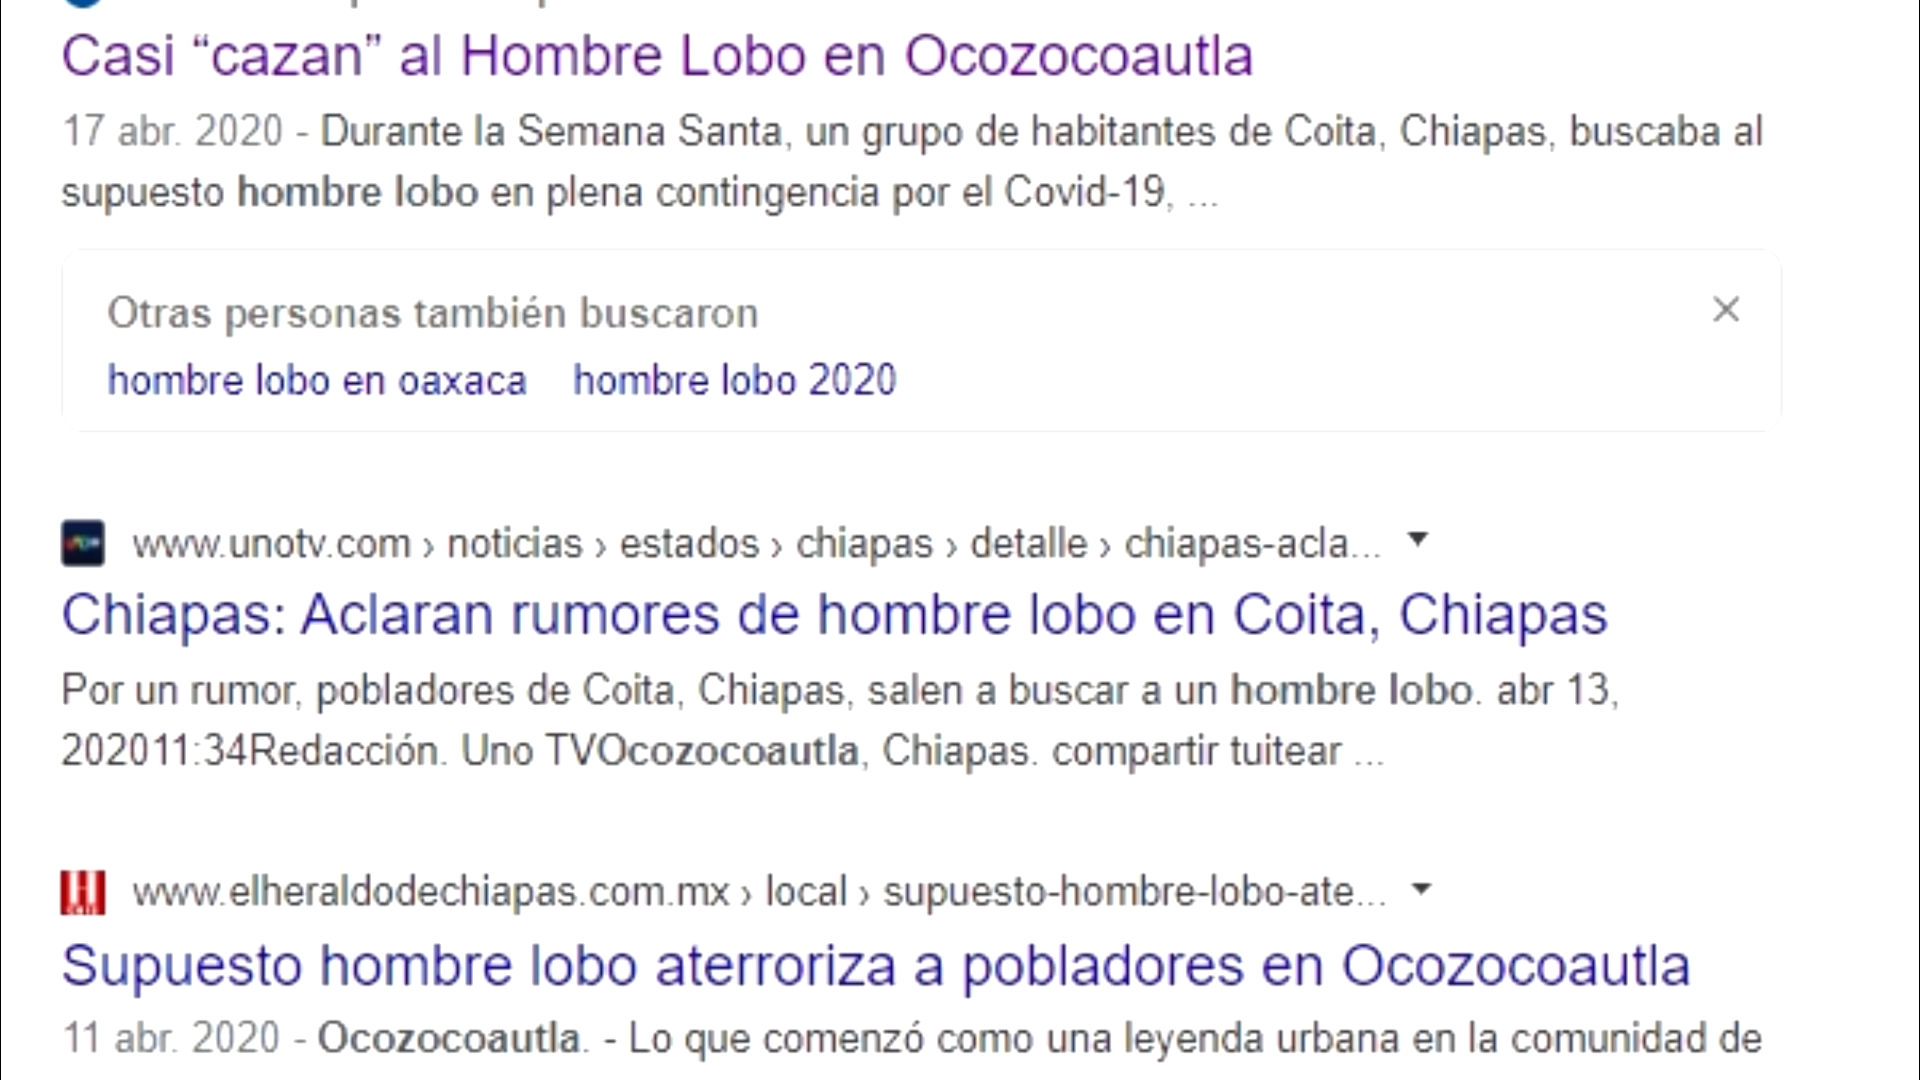 Casi “cazan” al Hombre Lobo en Ocozocoautla
17 abr. 2020 - Durante la Semana Santa, un grupo de habitantes de Coita, Chiapas, buscaba al
supuesto hombre lobo en plena contingencia por el Covid-19, ...
Otras personas también buscaron
hombre lobo en oaxaca hombre lobo 2020
www.unotv.com › noticias › estados › chiapas › detalle › chiapas-acla...
Chiapas: Aclaran rumores de hombre lobo en Coita, Chiapas
Por un rumor, pobladores de Coita, Chiapas, salen a buscar a un hombre lobo. abr 13,
202011:34Redacción. Uno TVOcozocoautla, Chiapas. compartir tuitear ...
www.elheraldodechiapas.com.mx › local › supuesto-hombre-lobo-ate...
Supuesto hombre lobo aterroriza a pobladores en Ocozocoautla
11 abr. 2020 - Ocozocoautla. - Lo que comenzó como una leyenda urbana en la comunidad de